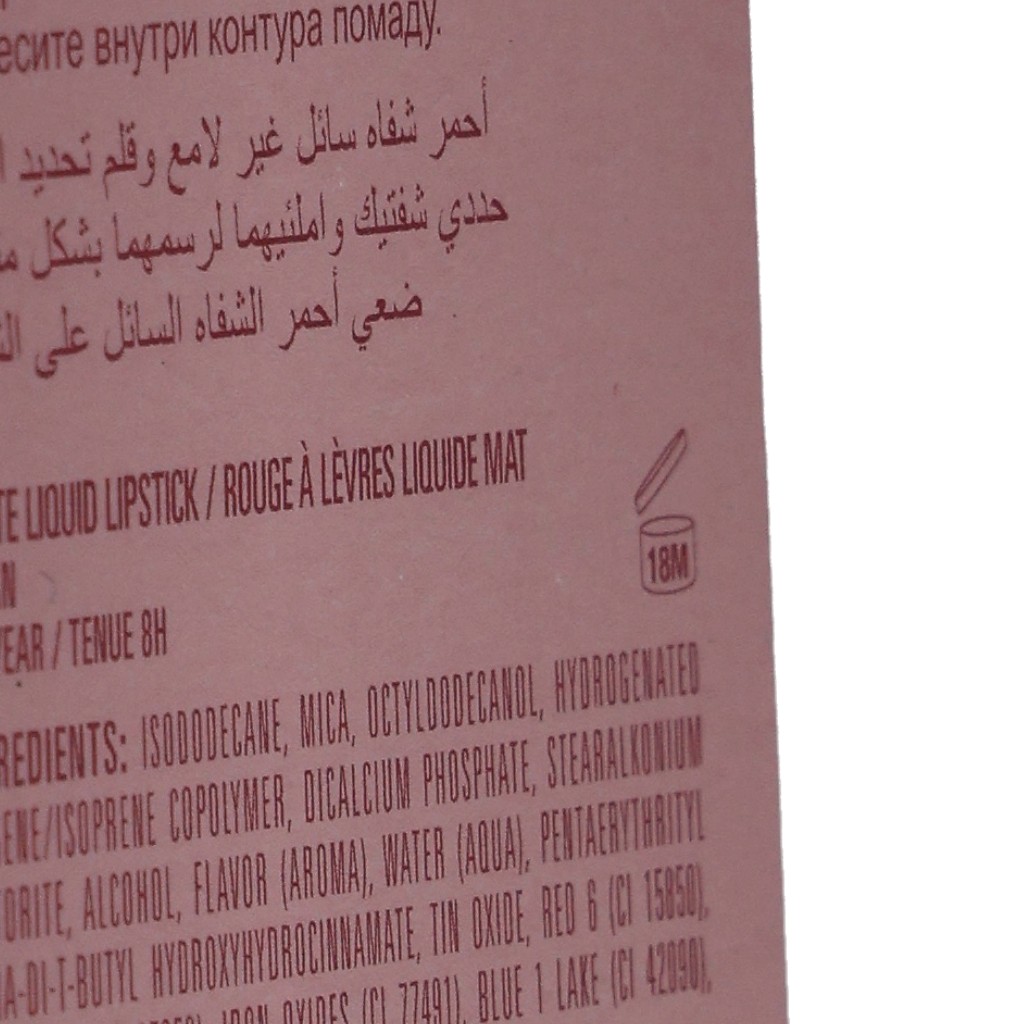 есите внутри контура помаду.
أحمر شفاه سائل غير لامع وقلم تحديد
حددي شفتيك واملئيهما لرسمهما بشكل
ضعي أحمر الشفاه السائل على
TE LIQUID LIPSTICK / ROUGE À LÈVRES LIQUIDE MAT
18M
N
EAR / TENUE 8H
REDIENTS: ISODODECANE, MICA, OCTYLDODECANOL, HYDROGENATED
ENE/ISOPRENE COPOLYMER, DICALCIUM PHOSPHATE, STEARALKONIUM
ORITE, ALCOHOL, FLAVOR (AROMA), WATER (AQUA), PENTAERYTHRITYL
A-DI-T-BUTYL HYDROXYHYDROCINNAMATE, TIN OXIDE, RED 6 (CI 15850),
IRON OXIDES (CI 77491), BLUE 1 LAKE (CI 42090),